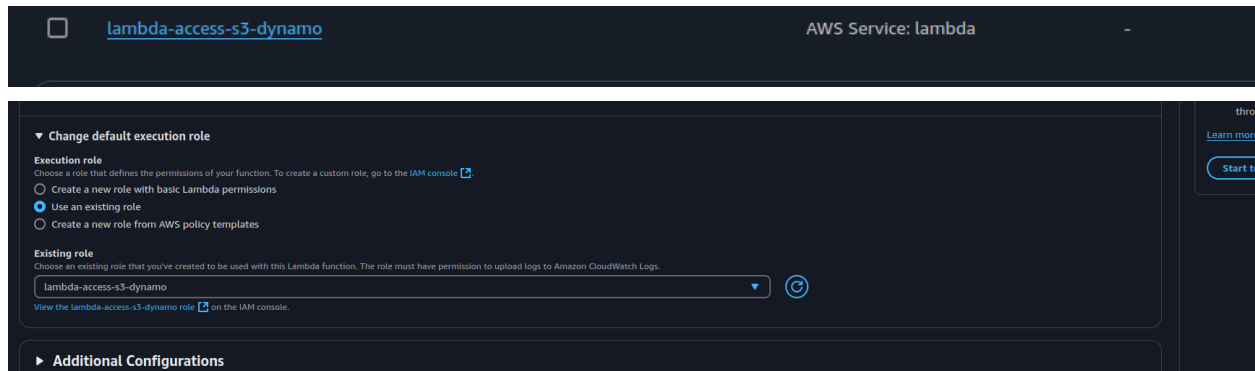 lambda-access-s3-dynamo AWS Service: lambda -
▼ Change default execution role
Execution role
Choose a role that defines the permissions of your function. To create a custom role, go to the IAM console.
Create a new role with basic Lambda permissions
Use an existing role
Create a new role from AWS policy templates
Existing role
Choose an existing role that you've created to be used with this Lambda function. The role must have permission to upload logs to Amazon CloudWatch Logs.
lambda-access-s3-dynamo
View the lambda-access-s3-dynamo role on the IAM console.
▶ Additional Configurations
thro
Learn more
Start t